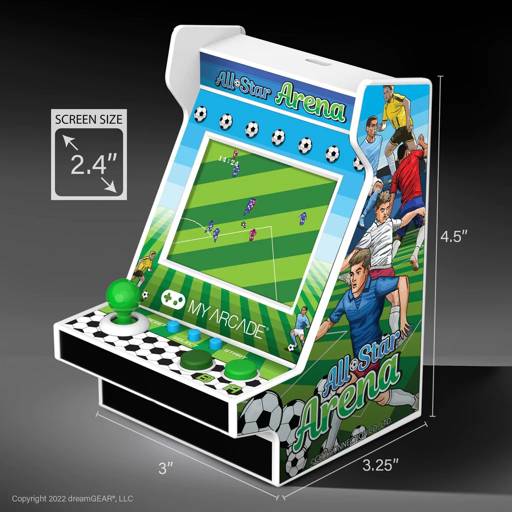 All★Star Arena
SCREEN SIZE
2.4"
11:24
4.5"
MY ARCADE®
START
B
A
All★Star
Arena
3"
3.25"
Copyright 2022 dreamGEAR®, LLC